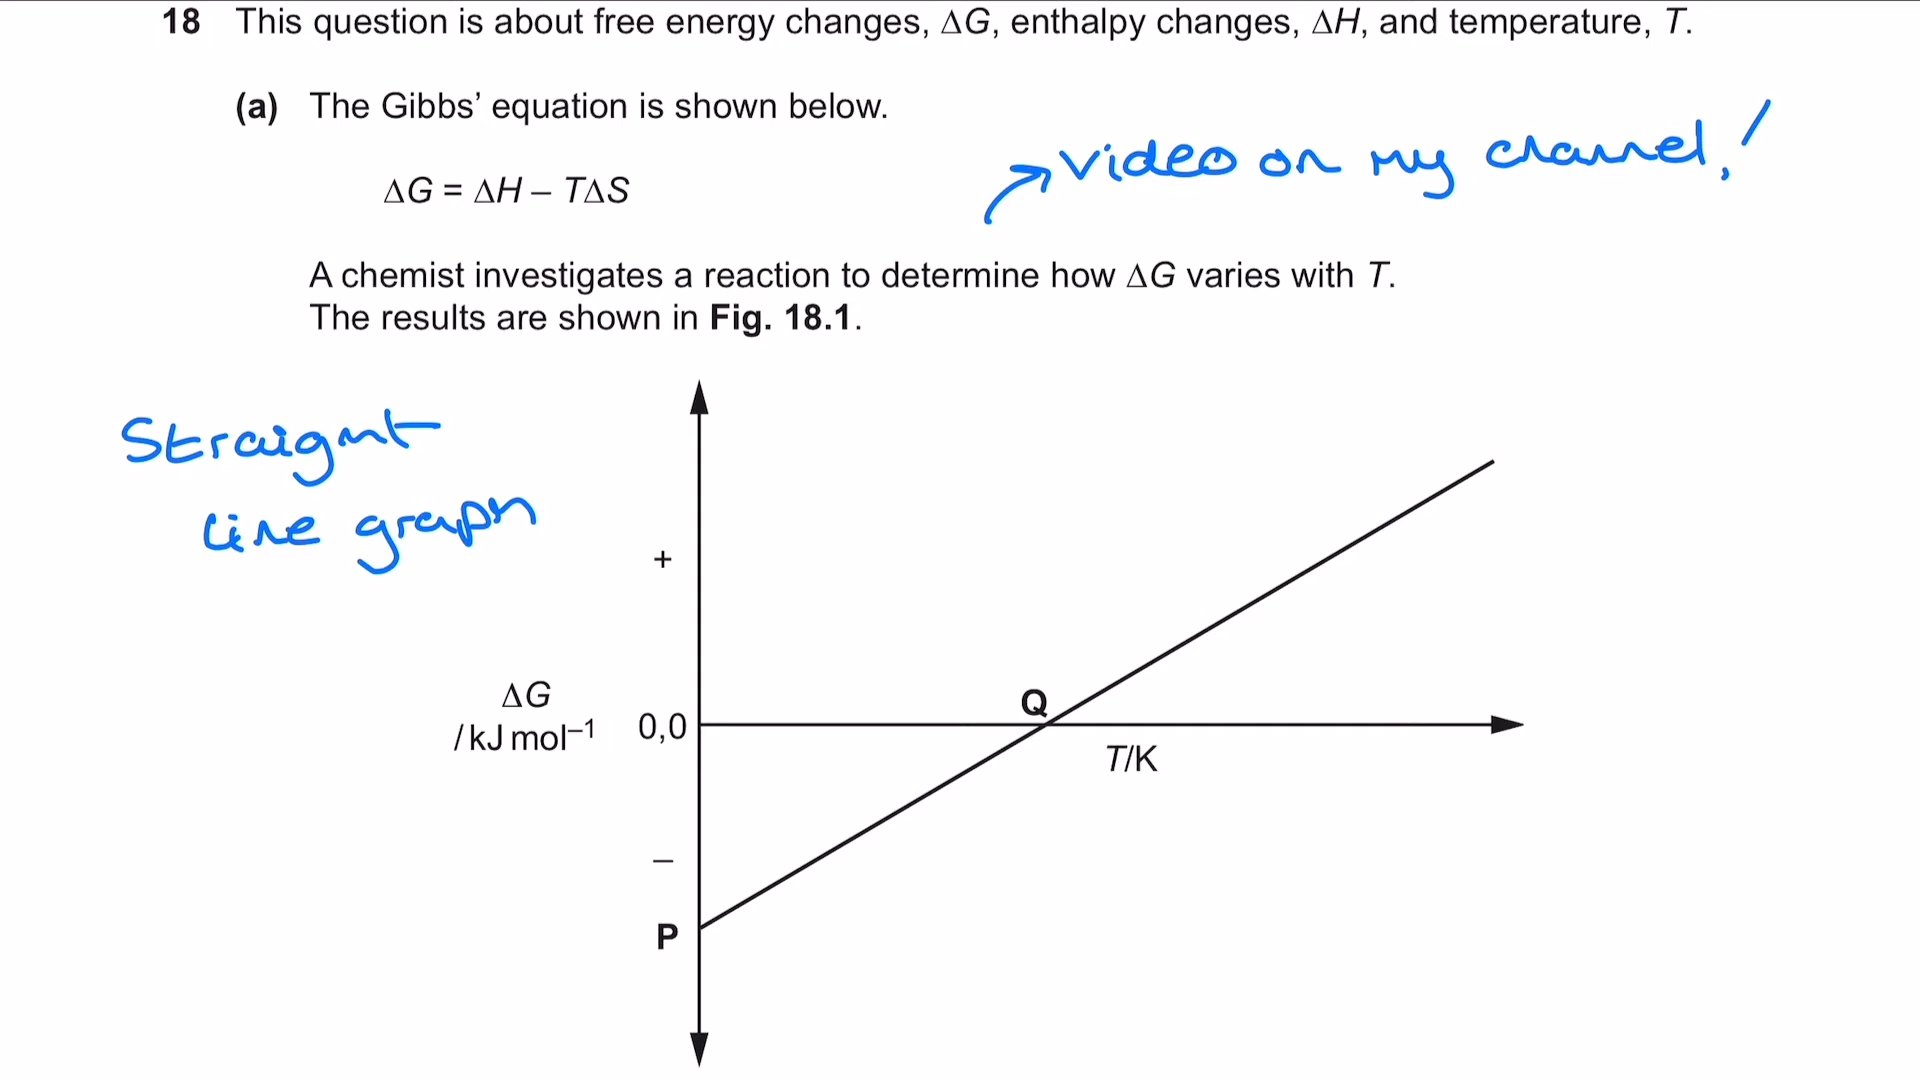 18 This question is about free energy changes, ΔG, enthalpy changes, ΔH, and temperature, T.
(a) The Gibbs' equation is shown below.
video on my channel!
ΔG = ΔH – TΔS
A chemist investigates a reaction to determine how ΔG varies with T.
The results are shown in Fig. 18.1.
Straight
line graph
+
Q
ΔG
/ kJ mol⁻¹
0,0
T/K
–
P